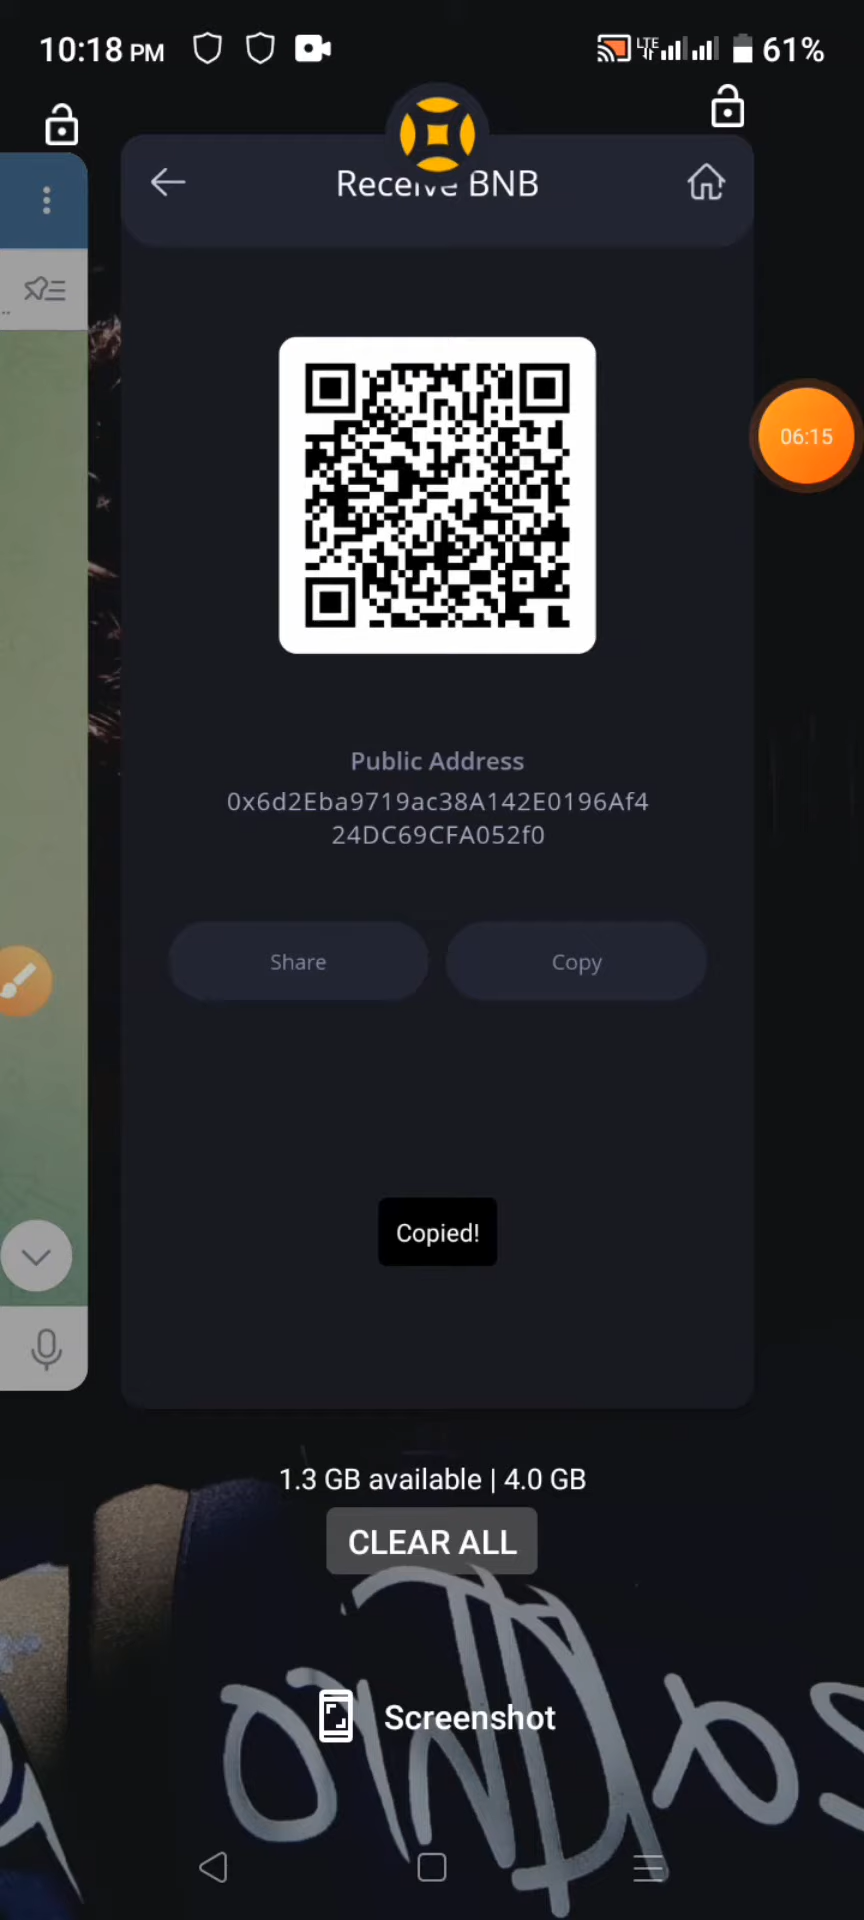 10:18 PM
LTE
61%
Receive BNB
06:15
Public Address
0x6d2Eba9719ac38A142E0196Af4
24DC69CFA052f0
Share
Copy
Copied!
1.3 GB available | 4.0 GB
CLEAR ALL
Screenshot